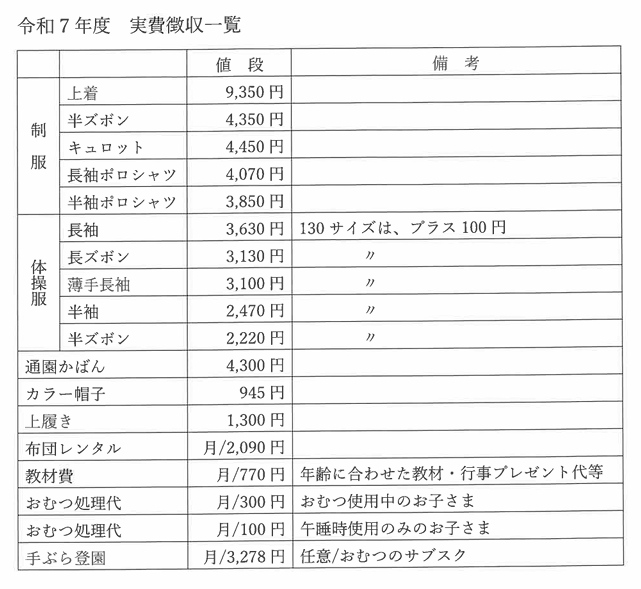 令和７年度　実費徴収一覧
値　段　備　考
制服
上着　9,350 円
半ズボン　4,350 円
キュロット　4,450 円
長袖ポロシャツ　4,070 円
半袖ポロシャツ　3,850 円
体操服
長袖　3,630 円　130 サイズは、プラス 100 円
長ズボン　3,130 円　〃
薄手長袖　3,100 円　〃
半袖　2,470 円　〃
半ズボン　2,220 円　〃
通園かばん　4,300 円
カラー帽子　945 円
上履き　1,300 円
布団レンタル　月/2,090 円
教材費　月/770 円　年齢に合わせた教材・行事プレゼント代等
おむつ処理代　月/300 円　おむつ使用中のお子さま
おむつ処理代　月/100 円　午睡時使用のみのお子さま
手ぶら登園　月/3,278 円　任意/おむつのサブスク